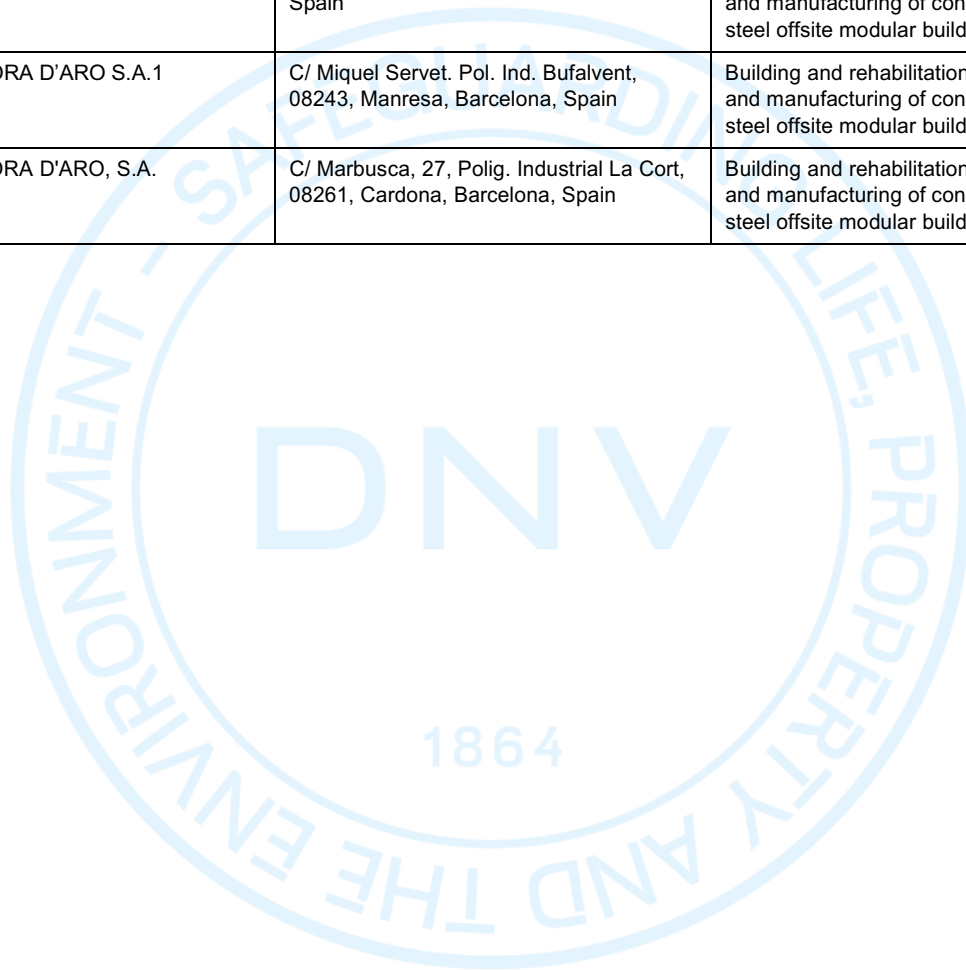 Spain
and manufacturing of con
steel offsite modular build
ORA D’ARO S.A.1
C/ Miquel Servet. Pol. Ind. Bufalvent,
08243, Manresa, Barcelona, Spain
Building and rehabilitation
and manufacturing of con
steel offsite modular build
ORA D'ARO, S.A.
C/ Marbusca, 27, Polig. Industrial La Cort,
08261, Cardona, Barcelona, Spain
Building and rehabilitation
and manufacturing of con
steel offsite modular build
SAFEGUARDING LIFE, PROPERTY AND THE ENVIRONMENT -
DNV
1864